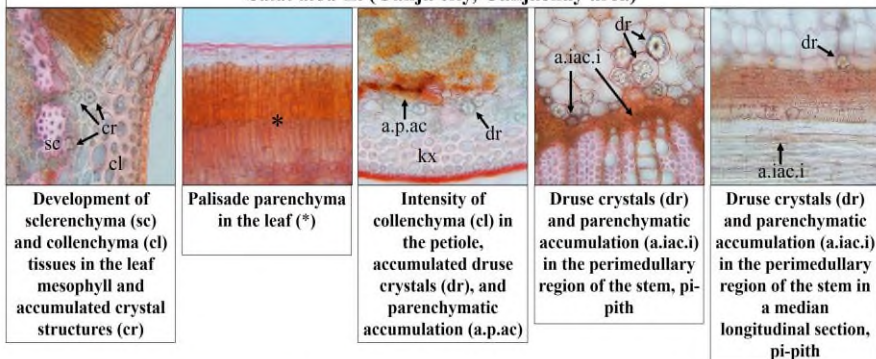 cr
sc
cl
*
a.p.ac
dr
kx
dr
a.iac.i
dr
a.iac.i
Development of
sclerenchyma (sc)
and collenchyma (cl)
tissues in the leaf
mesophyll and
accumulated crystal
structures (cr)
Palisade parenchyma
in the leaf (*)
Intensity of
collenchyma (cl) in
the petiole,
accumulated druse
crystals (dr), and
parenchymatic
accumulation (a.p.ac)
Druse crystals (dr)
and parenchymatic
accumulation (a.iac.i)
in the perimedullary
region of the stem, pi-
pith
Druse crystals (dr)
and parenchymatic
accumulation (a.iac.i)
in the perimedullary
region of the stem in
a median
longitudinal section,
pi-pith